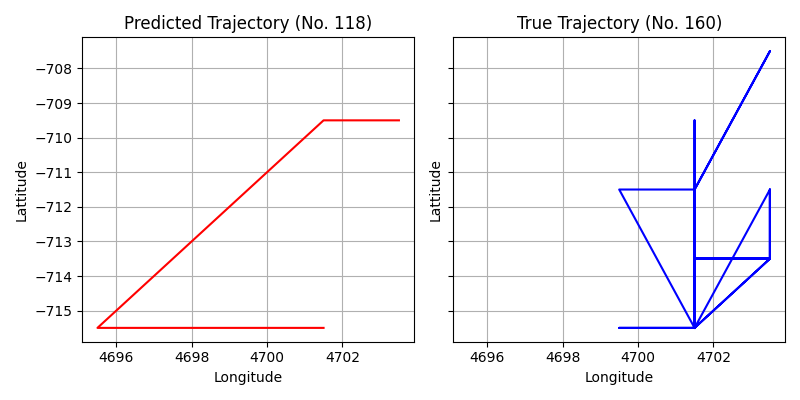 Predicted Trajectory (No. 118)
True Trajectory (No. 160)
−708
−709
−710
−711
−712
−713
−714
−715
Lattitude
Lattitude
4696 4698 4700 4702
4696 4698 4700 4702
Longitude
Longitude